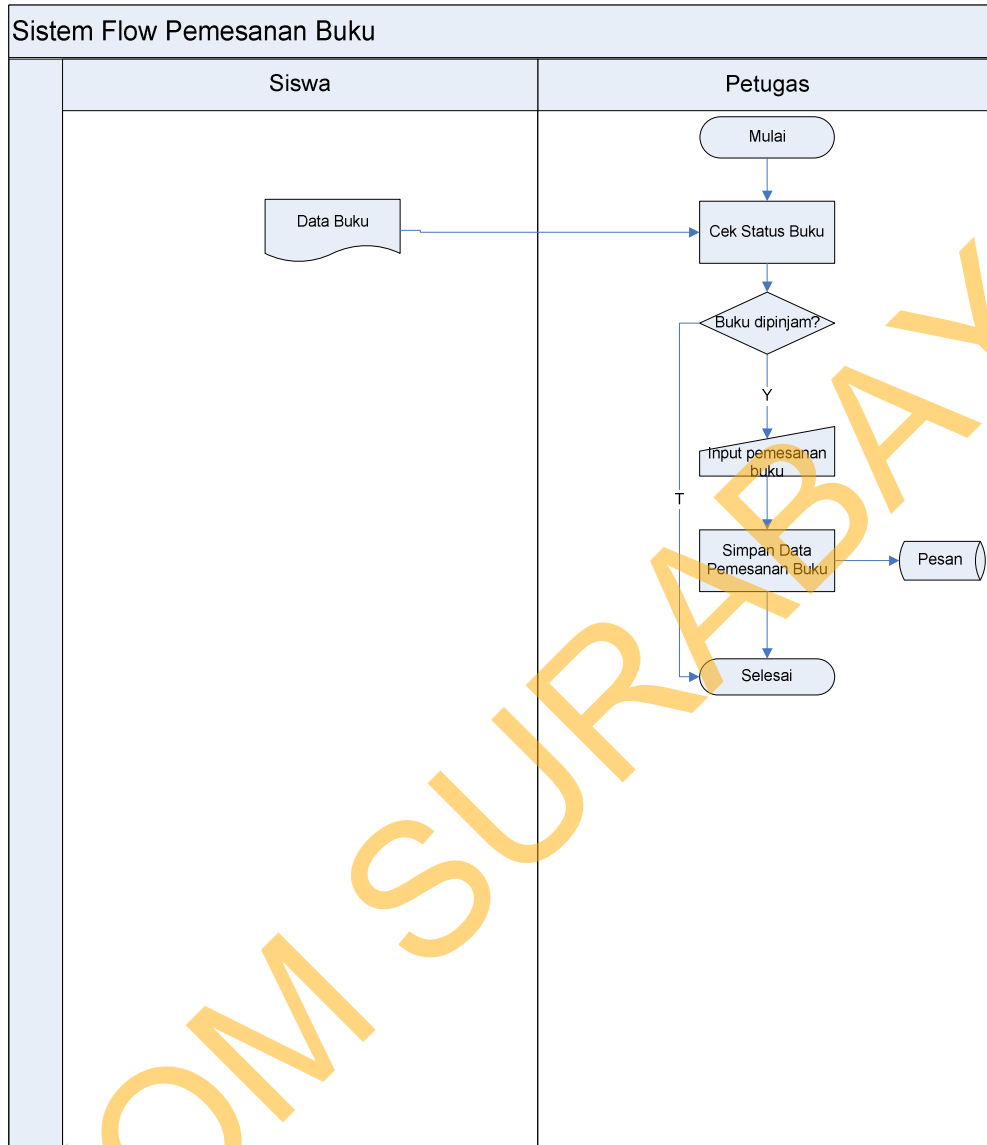 Sistem Flow Pemesanan Buku
Siswa
Petugas
Mulai
Data Buku
Cek Status Buku
Buku dipinjam?
Y
Input pemesanan
buku
T
Simpan Data
Pemesanan Buku
Pesan
Selesai
OM SURABAY